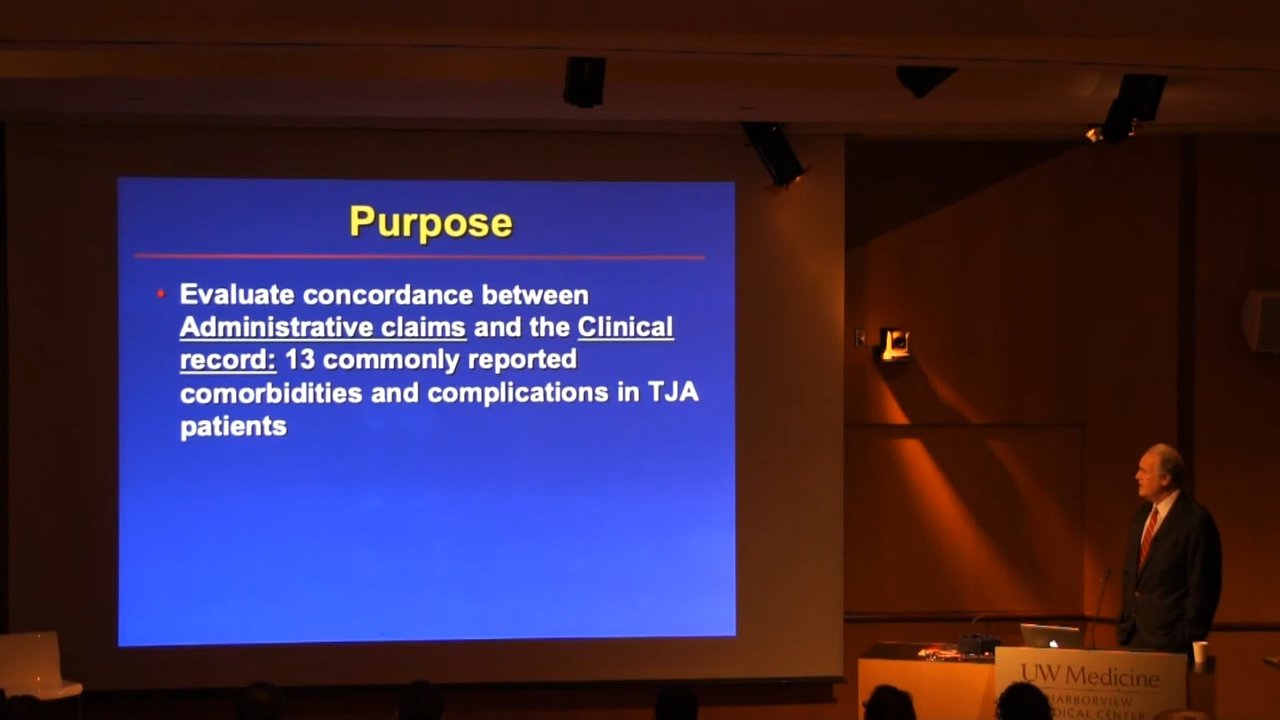 Purpose
• Evaluate concordance between
Administrative claims and the Clinical
record: 13 commonly reported
comorbidities and complications in TJA
patients
UW Medicine
HARBORVIEW
MEDICAL CENTER